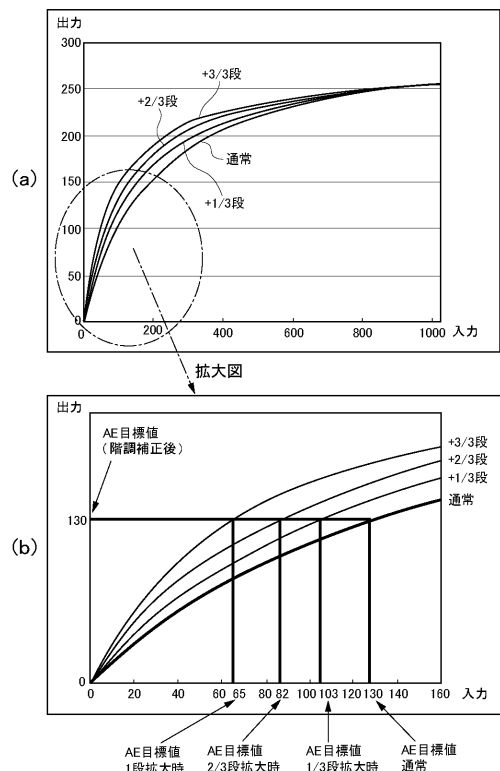 出力
300
250
200
150
100
50
0
+3/3段
+2/3段
通常
+1/3段
(a)
200
400
600
800
1000
入力
拡大図
出力
AE目標値
(階調補正後)
+3/3段
+2/3段
+1/3段
通常
130
(b)
0
0 20 40 60 65 80 82 100 103 120 130 140 160 入力
AE目標値
1段拡大時
AE目標値
2/3段拡大時
AE目標値
1/3段拡大時
AE目標値
通常